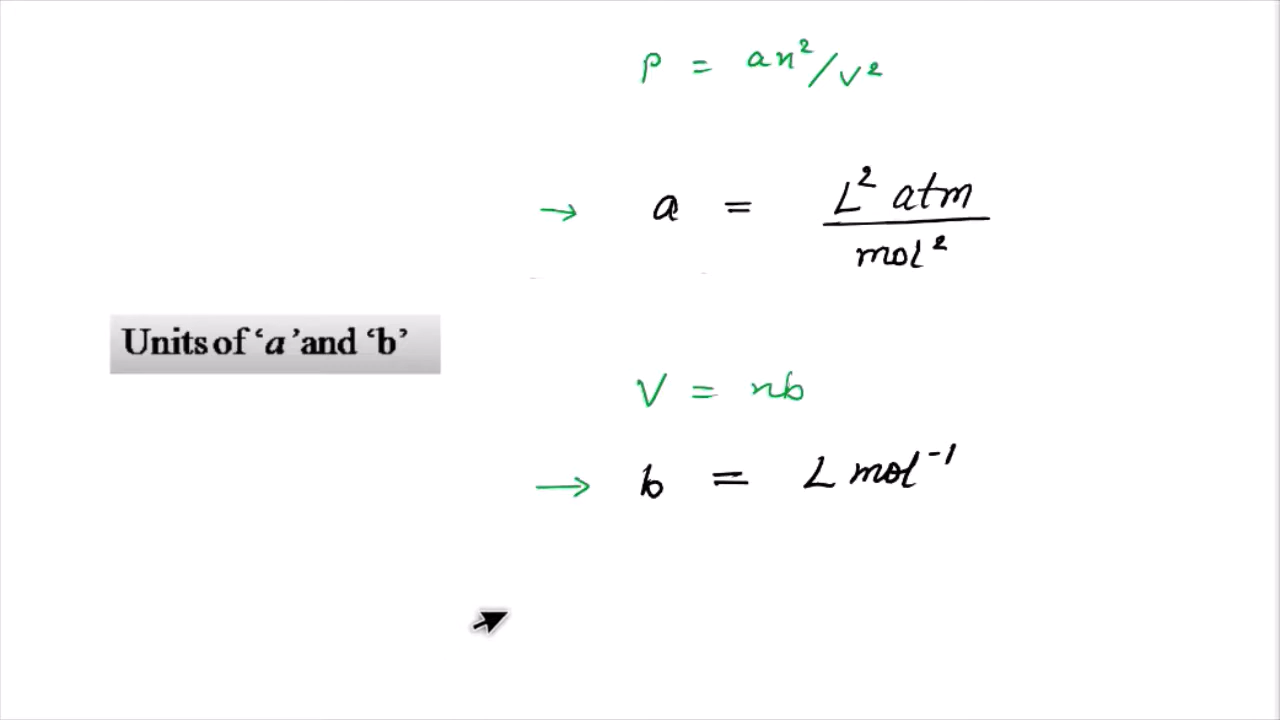 P = an²/V²
→ a = L² atm / mol²
Units of ‘a’ and ‘b’
V = nb
→ b = L mol⁻¹